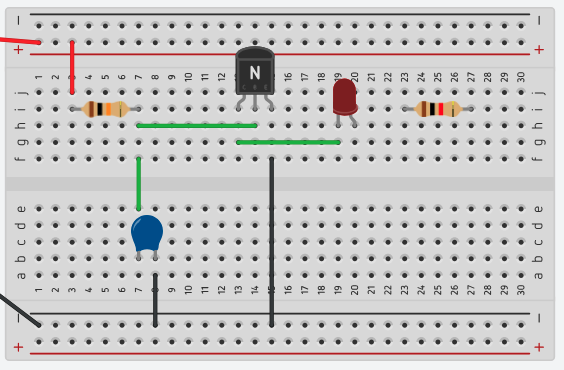 − −
+ +
1 2 3 4 5 6 7 8 9 10 11 12 13 14 15 16 17 18 19 20 21 22 23 24 25 26 27 28 29 30
N
j j
i i
h h
g g
f f
e e
d d
c c
b b
a a
1 2 3 4 5 6 7 8 9 10 11 12 13 14 15 16 17 18 19 20 21 22 23 24 25 26 27 28 29 30
− −
+ +